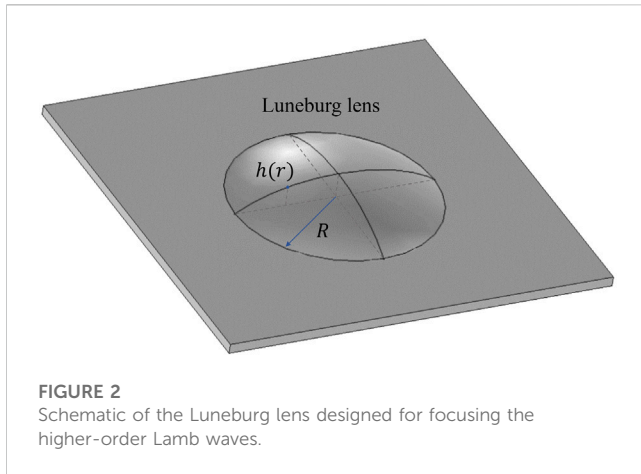 Luneburg lens
h(r)
R
FIGURE 2
Schematic of the Luneburg lens designed for focusing the
higher-order Lamb waves.